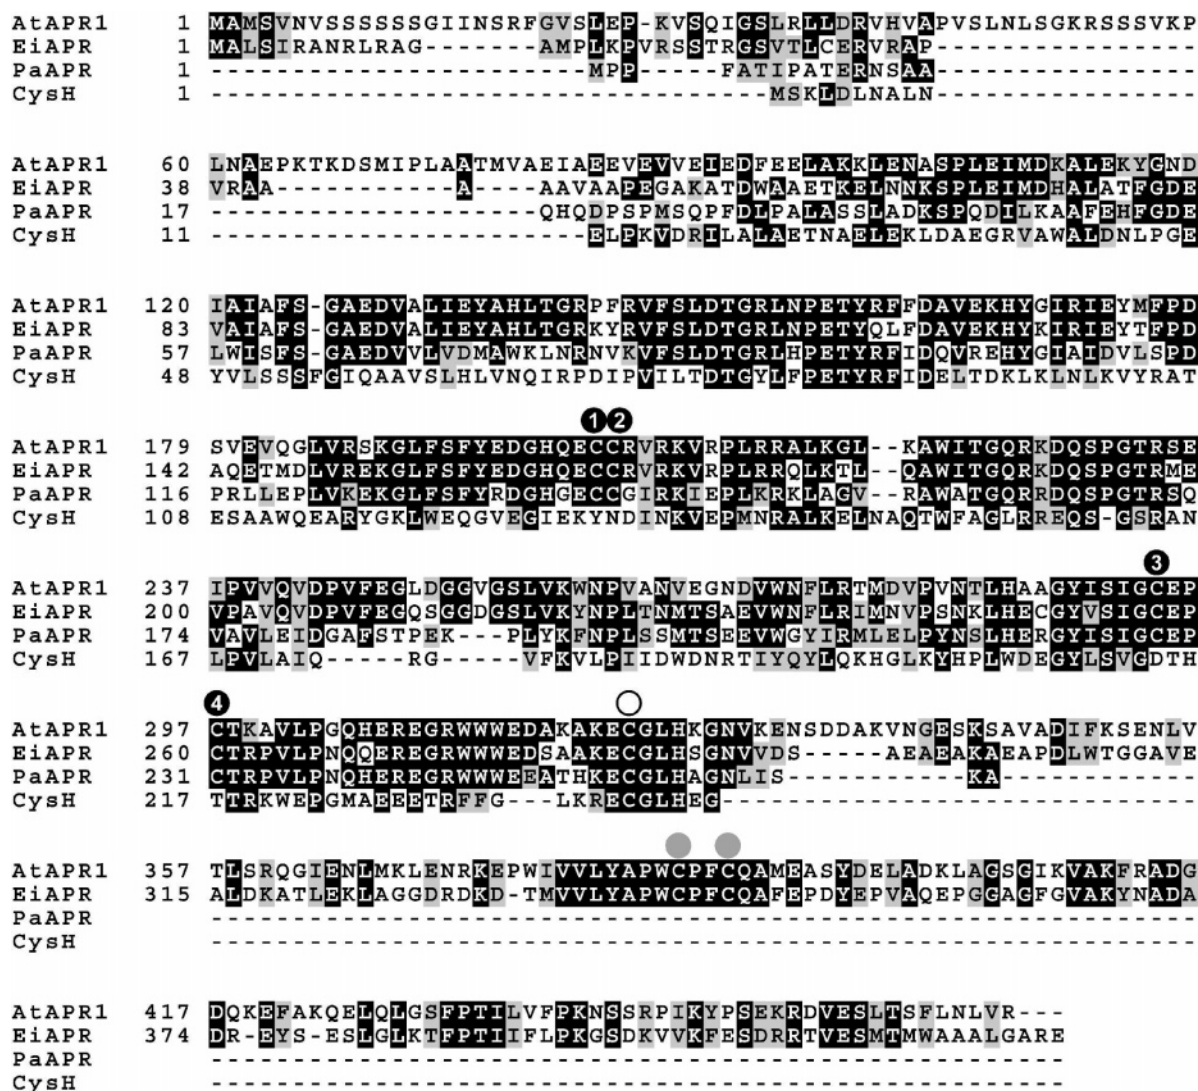 AtAPR1 1 MAMSVNVSSSSSSGIINSRFGVSLEP-KVSQIGSLRLLDRVHVAPVSLNLSGKRSSSVKP
EiAPR 1 MALSIRANRLRAG-------AMPLKPVRSSTRGSVTLCERVRAP----------------
PaAPR 1 ---------------------MPP-----FATIPATERNSAA------------------
CysH 1 -------------------------------MSKLDLNALN-------------------
AtAPR1 60 LNAEPKTKDSMIPLAATMVAEIAEEVEVVEIEDFEELAKKLENASPLEIMDKALEKYGND
EiAPR 38 VRAA----------A---AAVAAPEGAKATDWAAETKELNNKSPLEIMDHALATFGDE
PaAPR 17 ------------------QHQDPSPMSQPFDLPALASSLADKSPQDILKAAFEHFGDE
CysH 11 ---------------------ELPKVDRILALAETNAELEKLDAEGRVAWALDNLPGE
AtAPR1 120 IAIAFS-GAEDVALIEYAHLTGRPFRVFSLDTGRLNPETYRFFDAVEKHYGIRIEYMFPD
EiAPR 83 VAIAFS-GAEDVALIEYAHLTGRKYRVFSLDTGRLNPETYQLFDAVEKHYKIRIEYTFPD
PaAPR 57 LWISFS-GAEDVVLVDMAWKLNRNVKVFSLDTGRLHPETYRFIDQVREHYGIAIDVLSPD
CysH 48 YVLSSSFGIQAAVSLHLVNQIRPDIPVILTDTGYLFPETYRFIDELTDKLKLNLKVYRAT
1 2
AtAPR1 179 SVEVQGLVRSKGLFSFYEDGHQECCRVRKVRPLRRALKGL--KAWITGQRKDQSPGTRSE
EiAPR 142 AQETMDLVREKGLFSFYEDGHQECCRVRKVRPLRRQLKTL--QAWITGQRKDQSPGTRME
PaAPR 116 PRLLEPLVKEKGLFSFYRDGHGECCGIRKIEPLKRKLAGV--RAWATGQRRDQSPGTRSQ
CysH 108 ESAAWQEARYGKLWEQGVEGIEKYNDINKVEPMNRALKELNAQTWFAGLRREQS-GSRAN
3
AtAPR1 237 IPVVQVDPVFEGLDGGVGSLVKWNPVANVEGNDVWNFLRTMDVPVNTLHAAGYISIGCEP
EiAPR 200 VPAVQVDPVFEGQSGGDGSLVKYNPLTNMTSAEVWNFLRIMNVPSNKLHECGYVSIGCEP
PaAPR 174 VAVLEIDGAFSTPEK---PLYKFNPLSSMTSEEVWGYIRMLELPYNSLHERGYISIGCEP
CysH 167 LPVLAIQ-----RG----VFKVLPIIDWDNRTIYQYLQKHGLKYHPLWDEGYLSVGDTH
4
AtAPR1 297 CTKAVLPGQHEREGRWWWEDAKAKECGLHKGNVKENSDDAKVNGESKSAVADIFKSENLV
EiAPR 260 CTRPVLPNQQEREGRWWWEDSAAKECGLHSGNVVDS-----AEAEAKAEAPDLWTGGAVE
PaAPR 231 CTRPVLPNQHEREGRWWWEEATHKECGLHAGNLIS----------KA-------------
CysH 217 TTRKWEPGMAEEETRFFG---LKRECGLHEG-----------------------------
AtAPR1 357 TLSRQGIENLMKLENRKEPWIVVLYAPWCPFCQAMEASYDELADKLAGSGIKVAKFRADG
EiAPR 315 ALDKATLEKLAGGDRDKD-TMVVLYAPWCPFCQAFEPDYEPVAQEPGGAGFGVAKYNADA
PaAPR ------------------------------------------------------------
CysH ------------------------------------------------------------
AtAPR1 417 DQKEFAKQELQLGSFPTILVFPKNSSRPIKYPSEKRDVESLTSFLNLVR---
EiAPR 374 DR-EYS-ESLGLKTFPTIIFLPKGSDKVVKFESDRRTVESMTMWAAALGARE
PaAPR ----------------------------------------------------
CysH ----------------------------------------------------